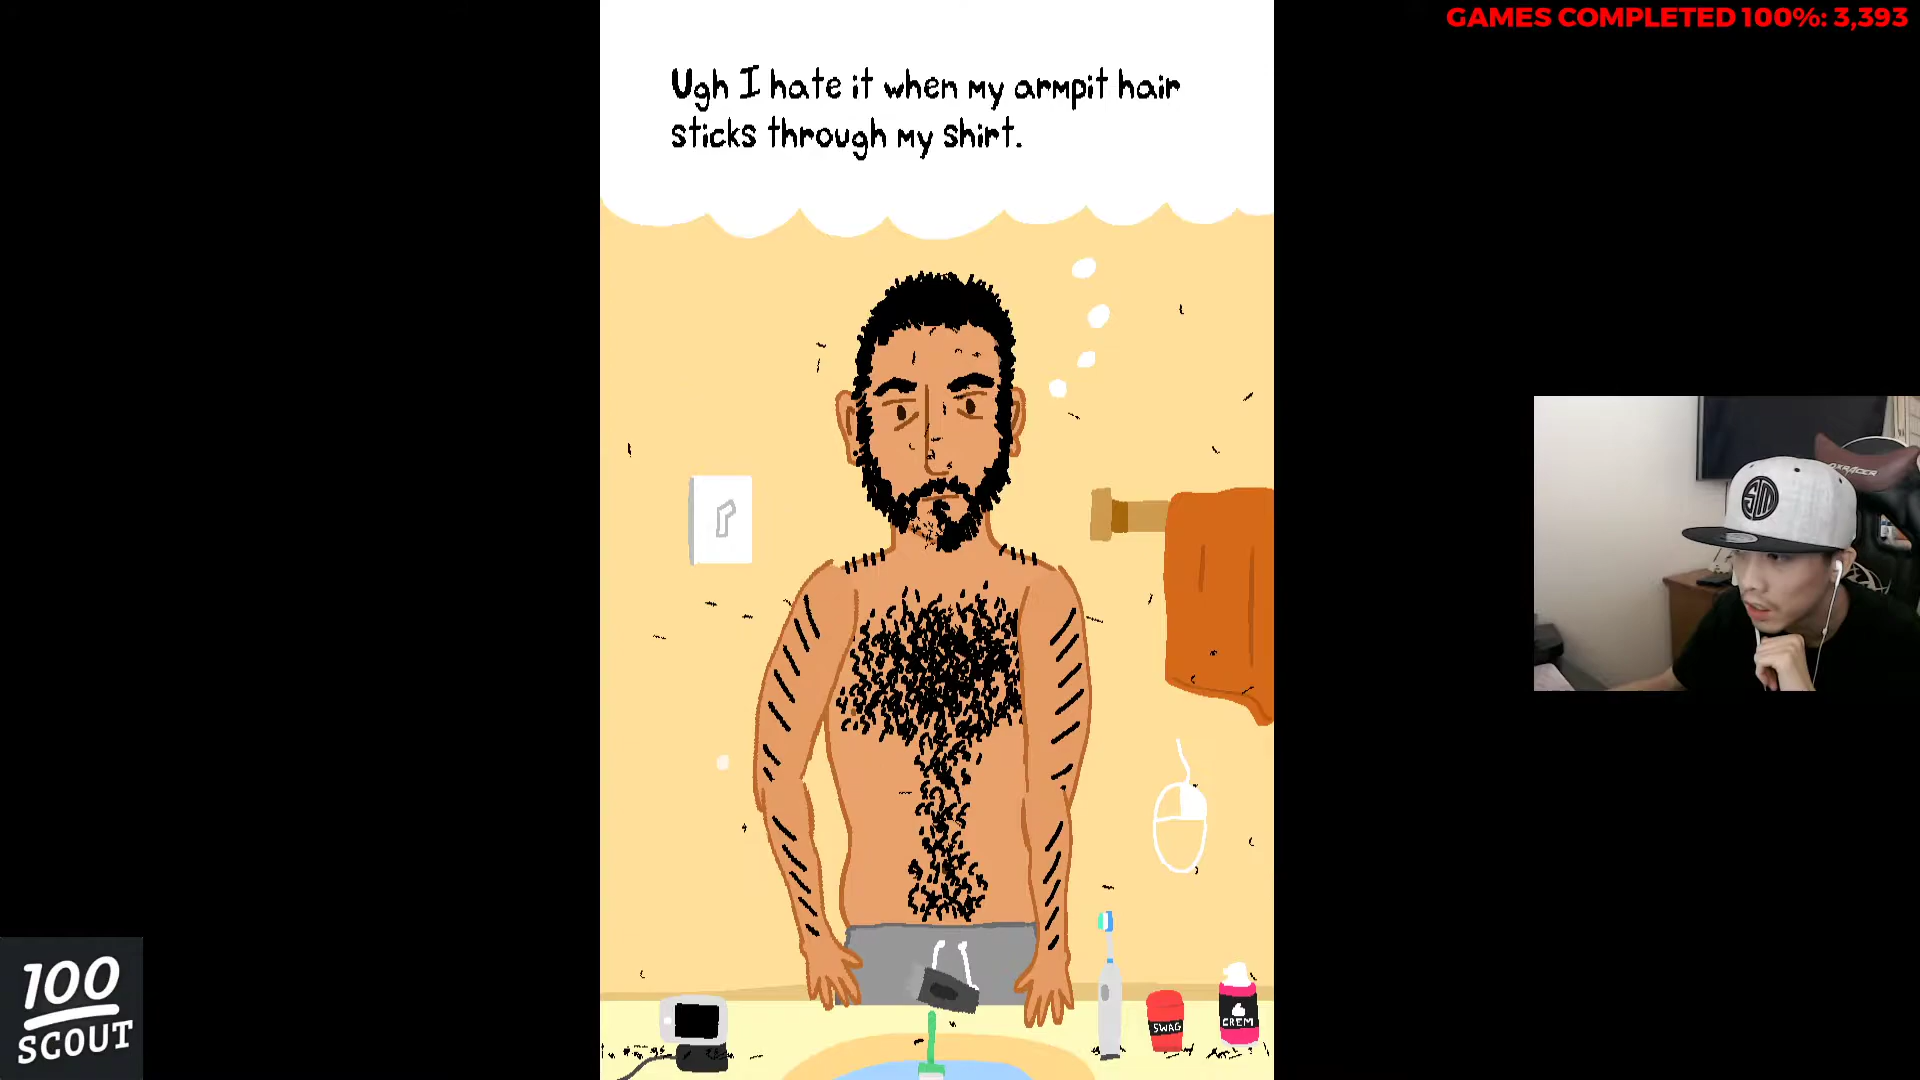 GAMES COMPLETED 100%: 3,393
Ugh I hate it when my armpit hair
sticks through my shirt.
DXRACER
SWAG
CREM
100
SCOUT